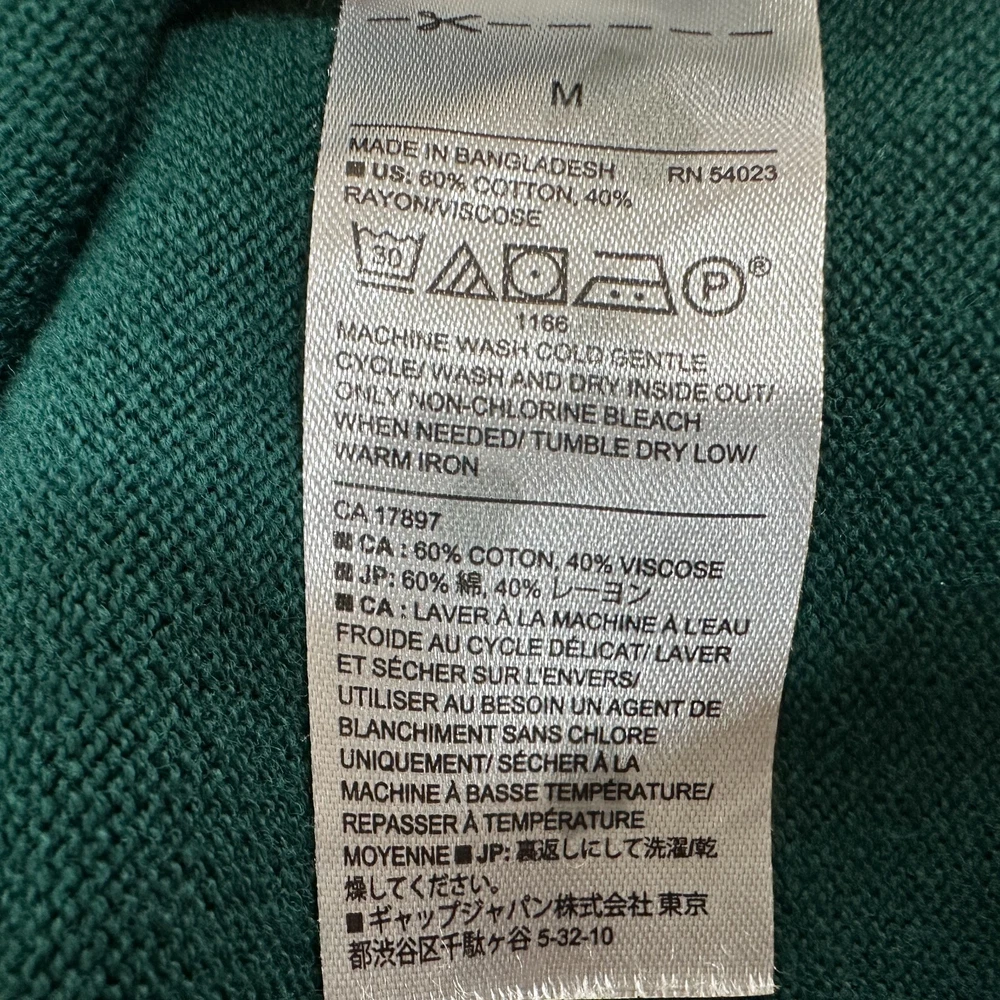 M
MADE IN BANGLADESH RN 54023
US: 60% COTTON, 40%
RAYON/VISCOSE
30
P®
1166
MACHINE WASH COLD GENTLE
CYCLE/ WASH AND DRY INSIDE OUT/
ONLY NON-CHLORINE BLEACH
WHEN NEEDED/ TUMBLE DRY LOW/
WARM IRON
CA 17897
CA : 60% COTON, 40% VISCOSE
JP: 60% 綿, 40% レーヨン
CA : LAVER À LA MACHINE À L'EAU
FROIDE AU CYCLE DÉLICAT/ LAVER
ET SÉCHER SUR L'ENVERS/
UTILISER AU BESOIN UN AGENT DE
BLANCHIMENT SANS CHLORE
UNIQUEMENT/ SÉCHER À LA
MACHINE À BASSE TEMPÉRATURE/
REPASSER À TEMPÉRATURE
MOYENNE ■ JP: 裏返しにして洗濯/乾
燥してください。
■ ギャップジャパン株式会社 東京
都渋谷区千駄ヶ谷 5-32-10